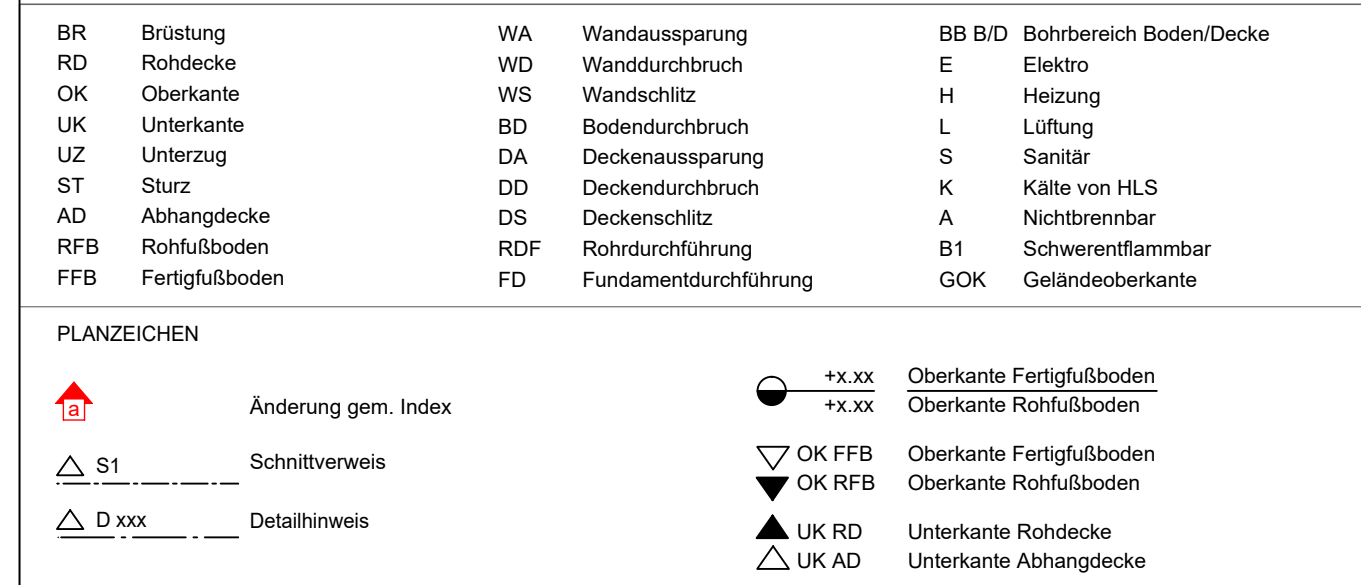 BR Brüstung
RD Rohdecke
OK Oberkante
UK Unterkante
UZ Unterzug
ST Sturz
AD Abhangdecke
RFB Rohfußboden
FFB Fertigfußboden
WA Wandaussparung
WD Wanddurchbruch
WS Wandschlitz
BD Bodendurchbruch
DA Deckenaussparung
DD Deckendurchbruch
DS Deckenschlitz
RDF Rohrdurchführung
FD Fundamentdurchführung
BB B/D Bohrbereich Boden/Decke
E Elektro
H Heizung
L Lüftung
S Sanitär
K Kälte von HLS
A Nichtbrennbar
B1 Schwerentflammbar
GOK Geländeoberkante
PLANZEICHEN
a Änderung gem. Index
S1 Schnittverweis
D xxx Detailhinweis
+x.xx Oberkante Fertigfußboden
+x.xx Oberkante Rohfußboden
OK FFB Oberkante Fertigfußboden
OK RFB Oberkante Rohfußboden
UK RD Unterkante Rohdecke
UK AD Unterkante Abhangdecke